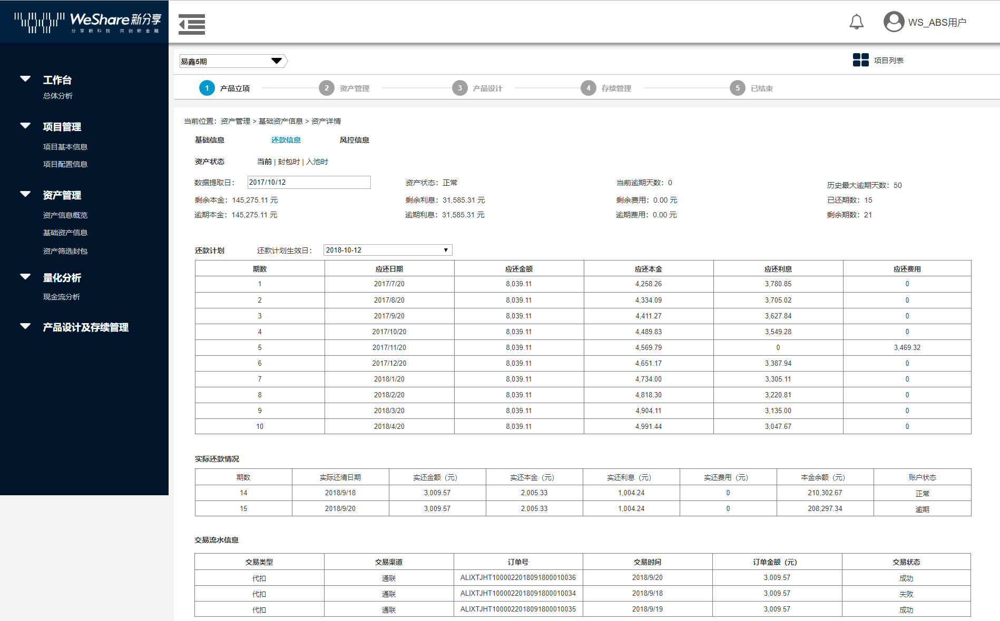 WeShare新分享
分享新科技 共创新金融
WS_ABS用户
易鑫5期
项目列表
1 产品立项 2 资产管理 3 产品设计 4 存续管理 5 已结束
工作台
总体分析
项目管理
项目基本信息
项目配置信息
资产管理
资产信息概览
基础资产信息
资产筛选封包
量化分析
现金流分析
产品设计及存续管理
当前位置：资产管理 > 基础资产信息 > 资产详情
基础信息 还款信息 风控信息
资产状态 当前 | 封包时 | 入池时
数据提取日： 2017/10/12 资产状态：正常 当前逾期天数：0 历史最大逾期天数：50
剩余本金：145,275.11 元 剩余利息：31,585.31 元 剩余费用：0.00 元 已还期数：15
逾期本金：145,275.11 元 逾期利息：31,585.31 元 逾期费用：0.00 元 剩余期数：21
还款计划 还款计划生效日： 2018-10-12
期数 应还日期 应还金额 应还本金 应还利息 应还费用
1 2017/7/20 8,039.11 4,258.26 3,780.85 0
2 2017/8/20 8,039.11 4,334.09 3,705.02 0
3 2017/9/20 8,039.11 4,411.27 3,627.84 0
4 2017/10/20 8,039.11 4,489.83 3,549.28 0
5 2017/11/20 8,039.11 4,569.79 0 3,469.32
6 2017/12/20 8,039.11 4,651.17 3,387.94 0
7 2018/1/20 8,039.11 4,734.00 3,305.11 0
8 2018/2/20 8,039.11 4,818.30 3,220.81 0
9 2018/3/20 8,039.11 4,904.11 3,135.00 0
10 2018/4/20 8,039.11 4,991.44 3,047.67 0
实际还款情况
期数 实际还清日期 实还金额（元） 实还本金（元） 实还利息（元） 实还费用（元） 本金余额（元） 账户状态
14 2018/9/18 3,009.57 2,005.33 1,004.24 0 210,302.67 正常
15 2018/9/20 3,009.57 2,005.33 1,004.24 0 208,297.34 逾期
交易流水信息
交易类型 交易渠道 订单号 交易时间 订单金额（元） 交易状态
代扣 通联 ALIXTJHT1000022018091800010036 2018/9/20 3,009.57 成功
代扣 通联 ALIXTJHT1000022018091800010034 2018/9/18 3,009.57 失败
代扣 通联 ALIXTJHT1000022018091800010035 2018/9/19 3,009.57 成功